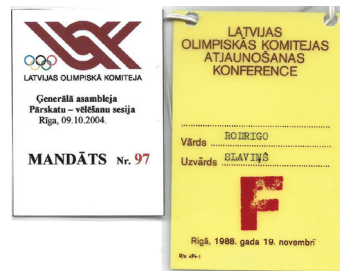 LATVIJAS OLIMPISKĀ KOMITEJA
Ģenerālā asambleja
Pārskatu - vēlēšanu sesija
Rīga, 09.10.2004.
MANDĀTS Nr. 97
LATVIJAS
OLIMPISKĀS KOMITEJAS
ATJAUNOŠANAS
KONFERENCE
Vārds RODRIGO
Uzvārds SLAVIŅŠ
F
Rīgā, 1988. gada 19. novembrī